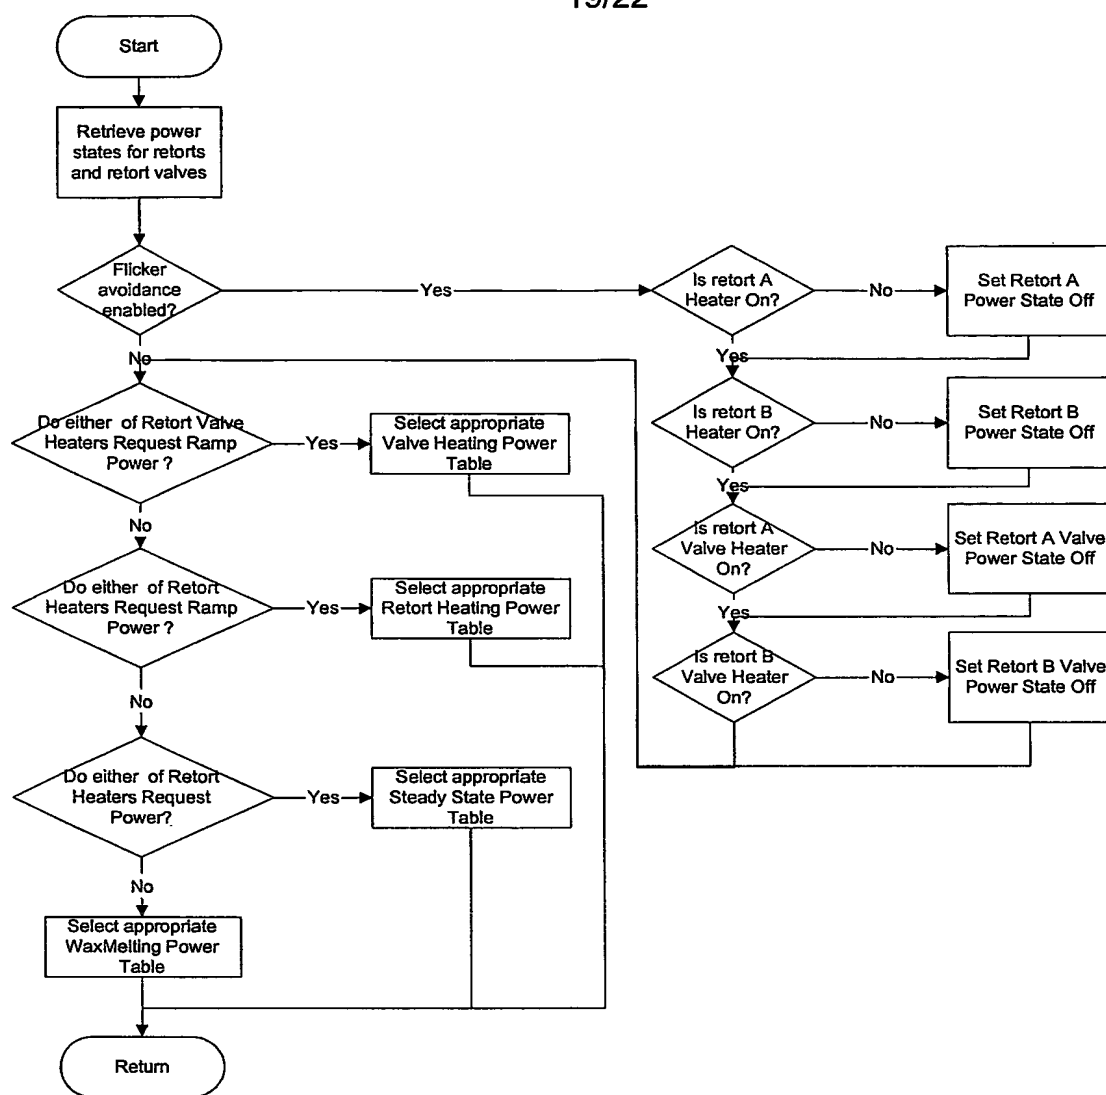 19/22
Start
Retrieve power
states for retorts
and retort valves
Flicker
avoidance
enabled?
Yes
Is retort A
Heater On?
No
Set Retort A
Power State Off
No
Yes
Do either of Retort Valve
Heaters Request Ramp
Power ?
Yes
Select appropriate
Valve Heating Power
Table
Is retort B
Heater On?
No
Set Retort B
Power State Off
Yes
No
Is retort A
Valve Heater
On?
No
Set Retort A Valve
Power State Off
Do either of Retort
Heaters Request Ramp
Power ?
Yes
Select appropriate
Retort Heating Power
Table
Yes
Is retort B
Valve Heater
On?
No
Set Retort B Valve
Power State Off
No
Do either of Retort
Heaters Request
Power?
Yes
Select appropriate
Steady State Power
Table
No
Select appropriate
WaxMelting Power
Table
Return